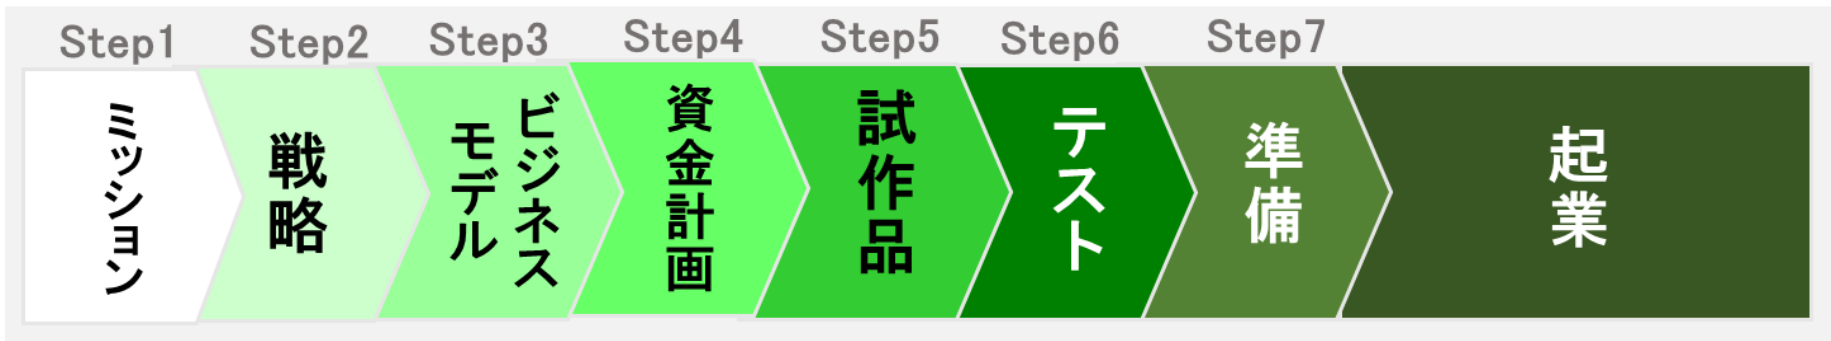 Step1
Step2
Step3
Step4
Step5
Step6
Step7
ミッション
戦略
ビジネス
モデル
資金計画
試作品
テスト
準備
起業